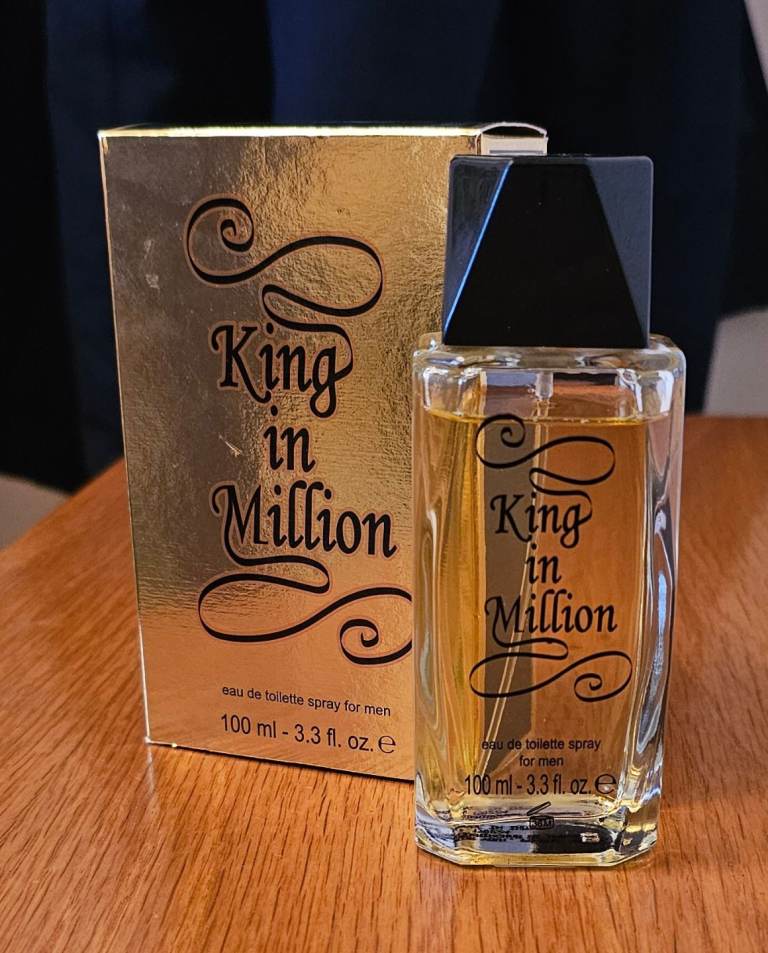 King
in
Million
eau de toilette spray for men
100 ml - 3.3 fl. oz. ℮
King
in
Million
eau de toilette spray
for men
100 ml - 3.3 fl. oz. ℮